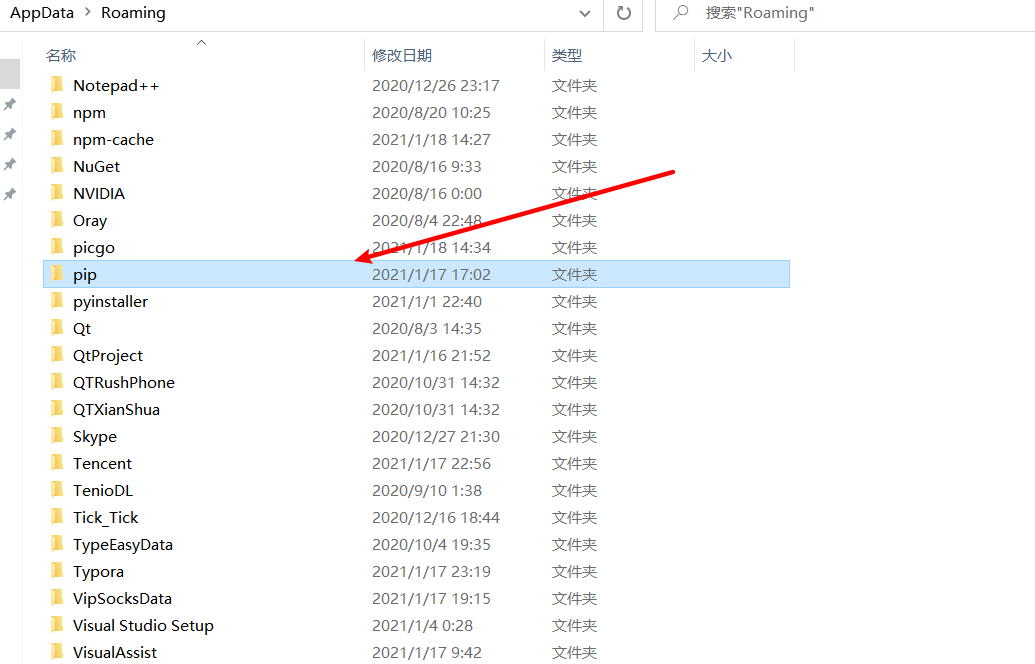 AppData > Roaming 搜索"Roaming"
名称 修改日期 类型 大小
Notepad++ 2020/12/26 23:17 文件夹
npm 2020/8/20 10:25 文件夹
npm-cache 2021/1/18 14:27 文件夹
NuGet 2020/8/16 9:33 文件夹
NVIDIA 2020/8/16 0:00 文件夹
Oray 2020/8/4 22:48 文件夹
picgo 2021/1/18 14:34 文件夹
pip 2021/1/17 17:02 文件夹
pyinstaller 2021/1/1 22:40 文件夹
Qt 2020/8/3 14:35 文件夹
QtProject 2021/1/16 21:52 文件夹
QTRushPhone 2020/10/31 14:32 文件夹
QTXianShua 2020/10/31 14:32 文件夹
Skype 2020/12/27 21:30 文件夹
Tencent 2021/1/17 22:56 文件夹
TenioDL 2020/9/10 1:38 文件夹
Tick_Tick 2020/12/16 18:44 文件夹
TypeEasyData 2020/10/4 19:35 文件夹
Typora 2021/1/17 23:19 文件夹
VipSocksData 2021/1/17 19:15 文件夹
Visual Studio Setup 2021/1/4 0:28 文件夹
VisualAssist 2021/1/17 9:42 文件夹